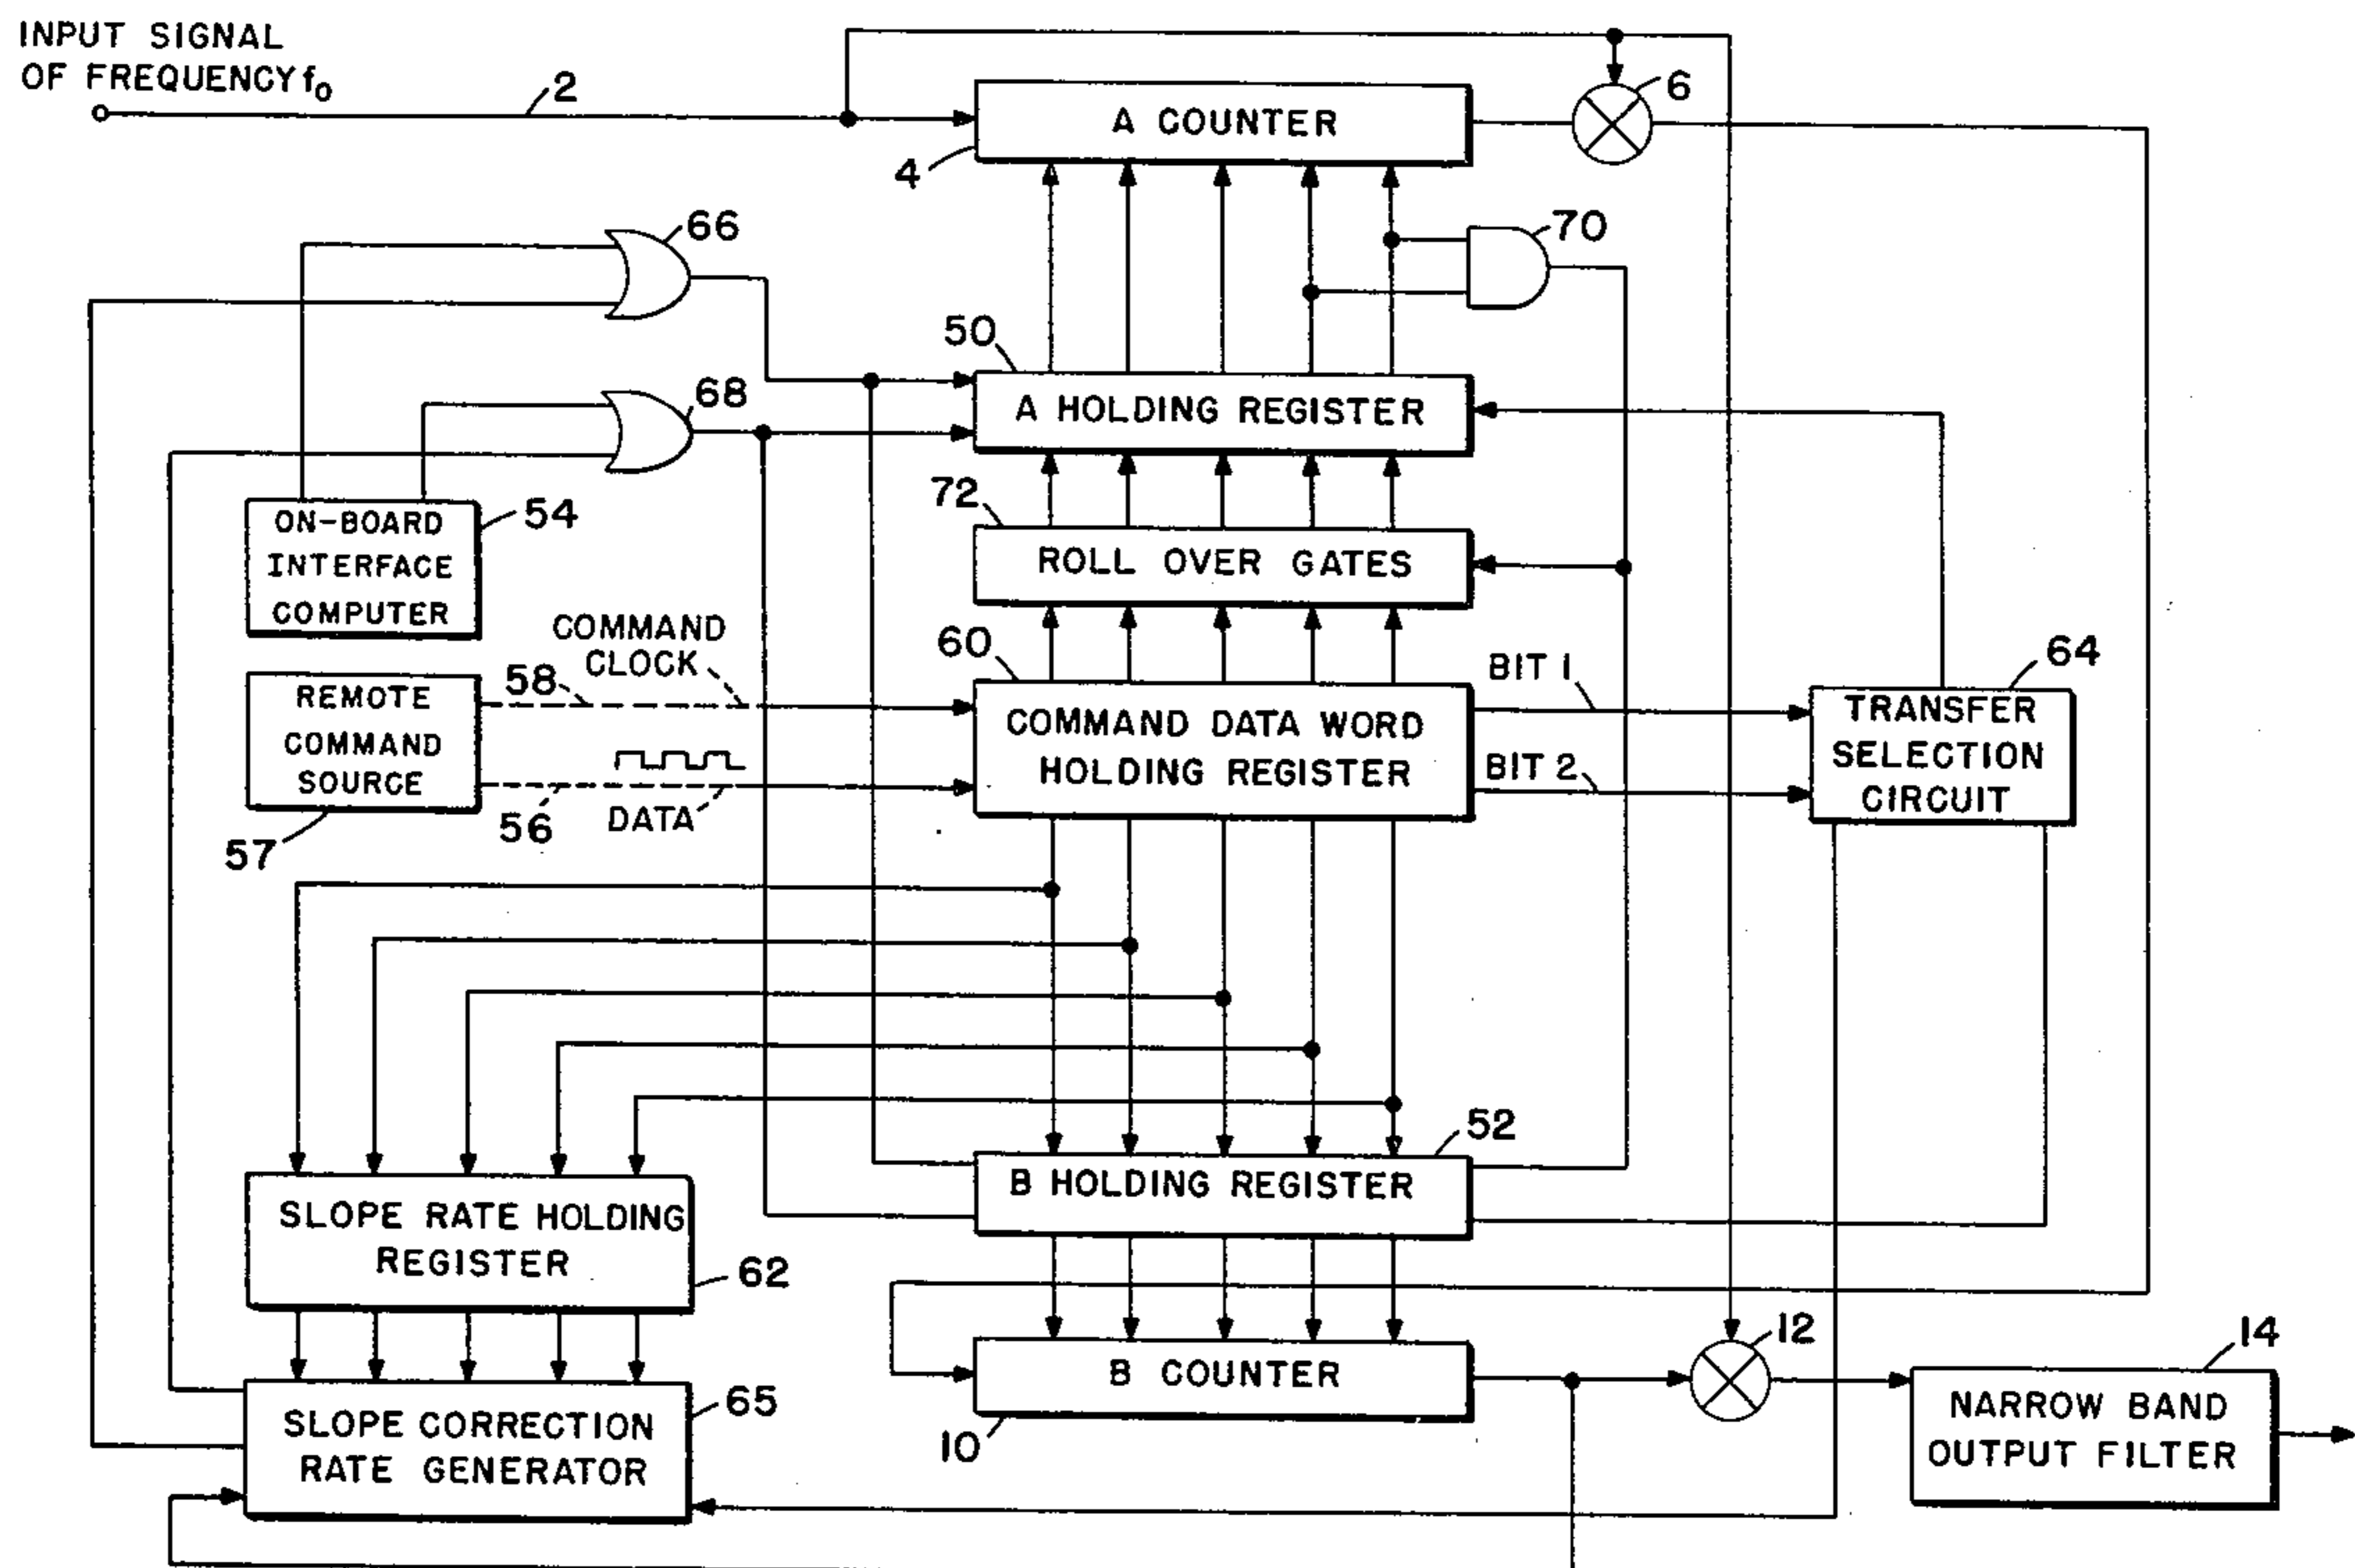 INPUT SIGNAL
OF FREQUENCY f₀
2
A COUNTER
4
6
66
70
50
68
A HOLDING REGISTER
72
ON-BOARD
INTERFACE
COMPUTER
54
ROLL OVER GATES
COMMAND
CLOCK
60
BIT 1
64
REMOTE
COMMAND
SOURCE
58
COMMAND DATA WORD
HOLDING REGISTER
TRANSFER
SELECTION
CIRCUIT
BIT 2
56
DATA
57
52
B HOLDING REGISTER
SLOPE RATE HOLDING
REGISTER
62
12
14
B COUNTER
65
SLOPE CORRECTION
RATE GENERATOR
10
NARROW BAND
OUTPUT FILTER